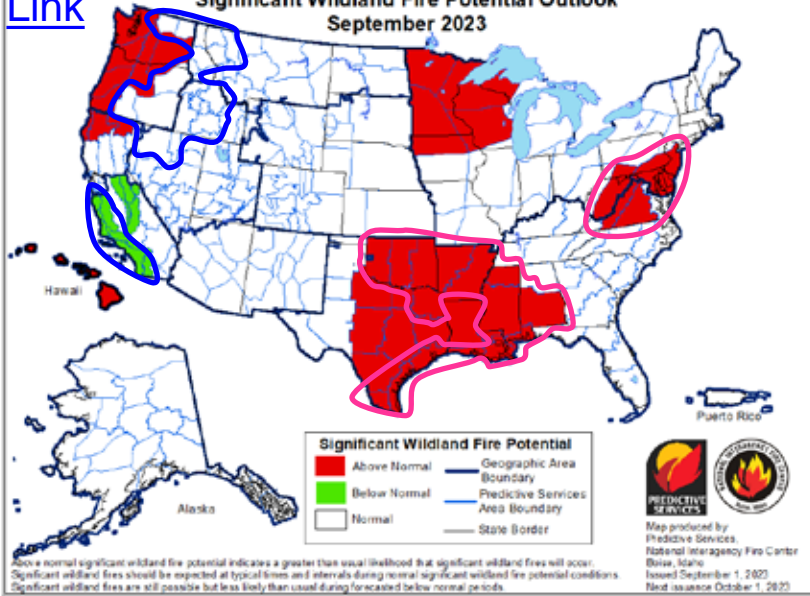 Link
Significant Wildland Fire Potential Outlook
September 2023
Hawaii
Puerto Rico
Alaska
Significant Wildland Fire Potential
Above Normal
Below Normal
Normal
Geographic Area
Boundary
Predictive Services
Area Boundary
State Border
PREDICTIVE
SERVICES
Map produced by
Predictive Services,
National Interagency Fire Center
Boise, Idaho
Issued September 1, 2023
Next issuance October 1, 2023
Above normal significant wildland fire potential indicates a greater than usual likelihood that significant wildland fires will occur.
Significant wildland fires should be expected at typical times and intervals during normal significant wildland fire potential conditions.
Significant wildland fires are still possible but less likely than usual during forecasted below normal periods.